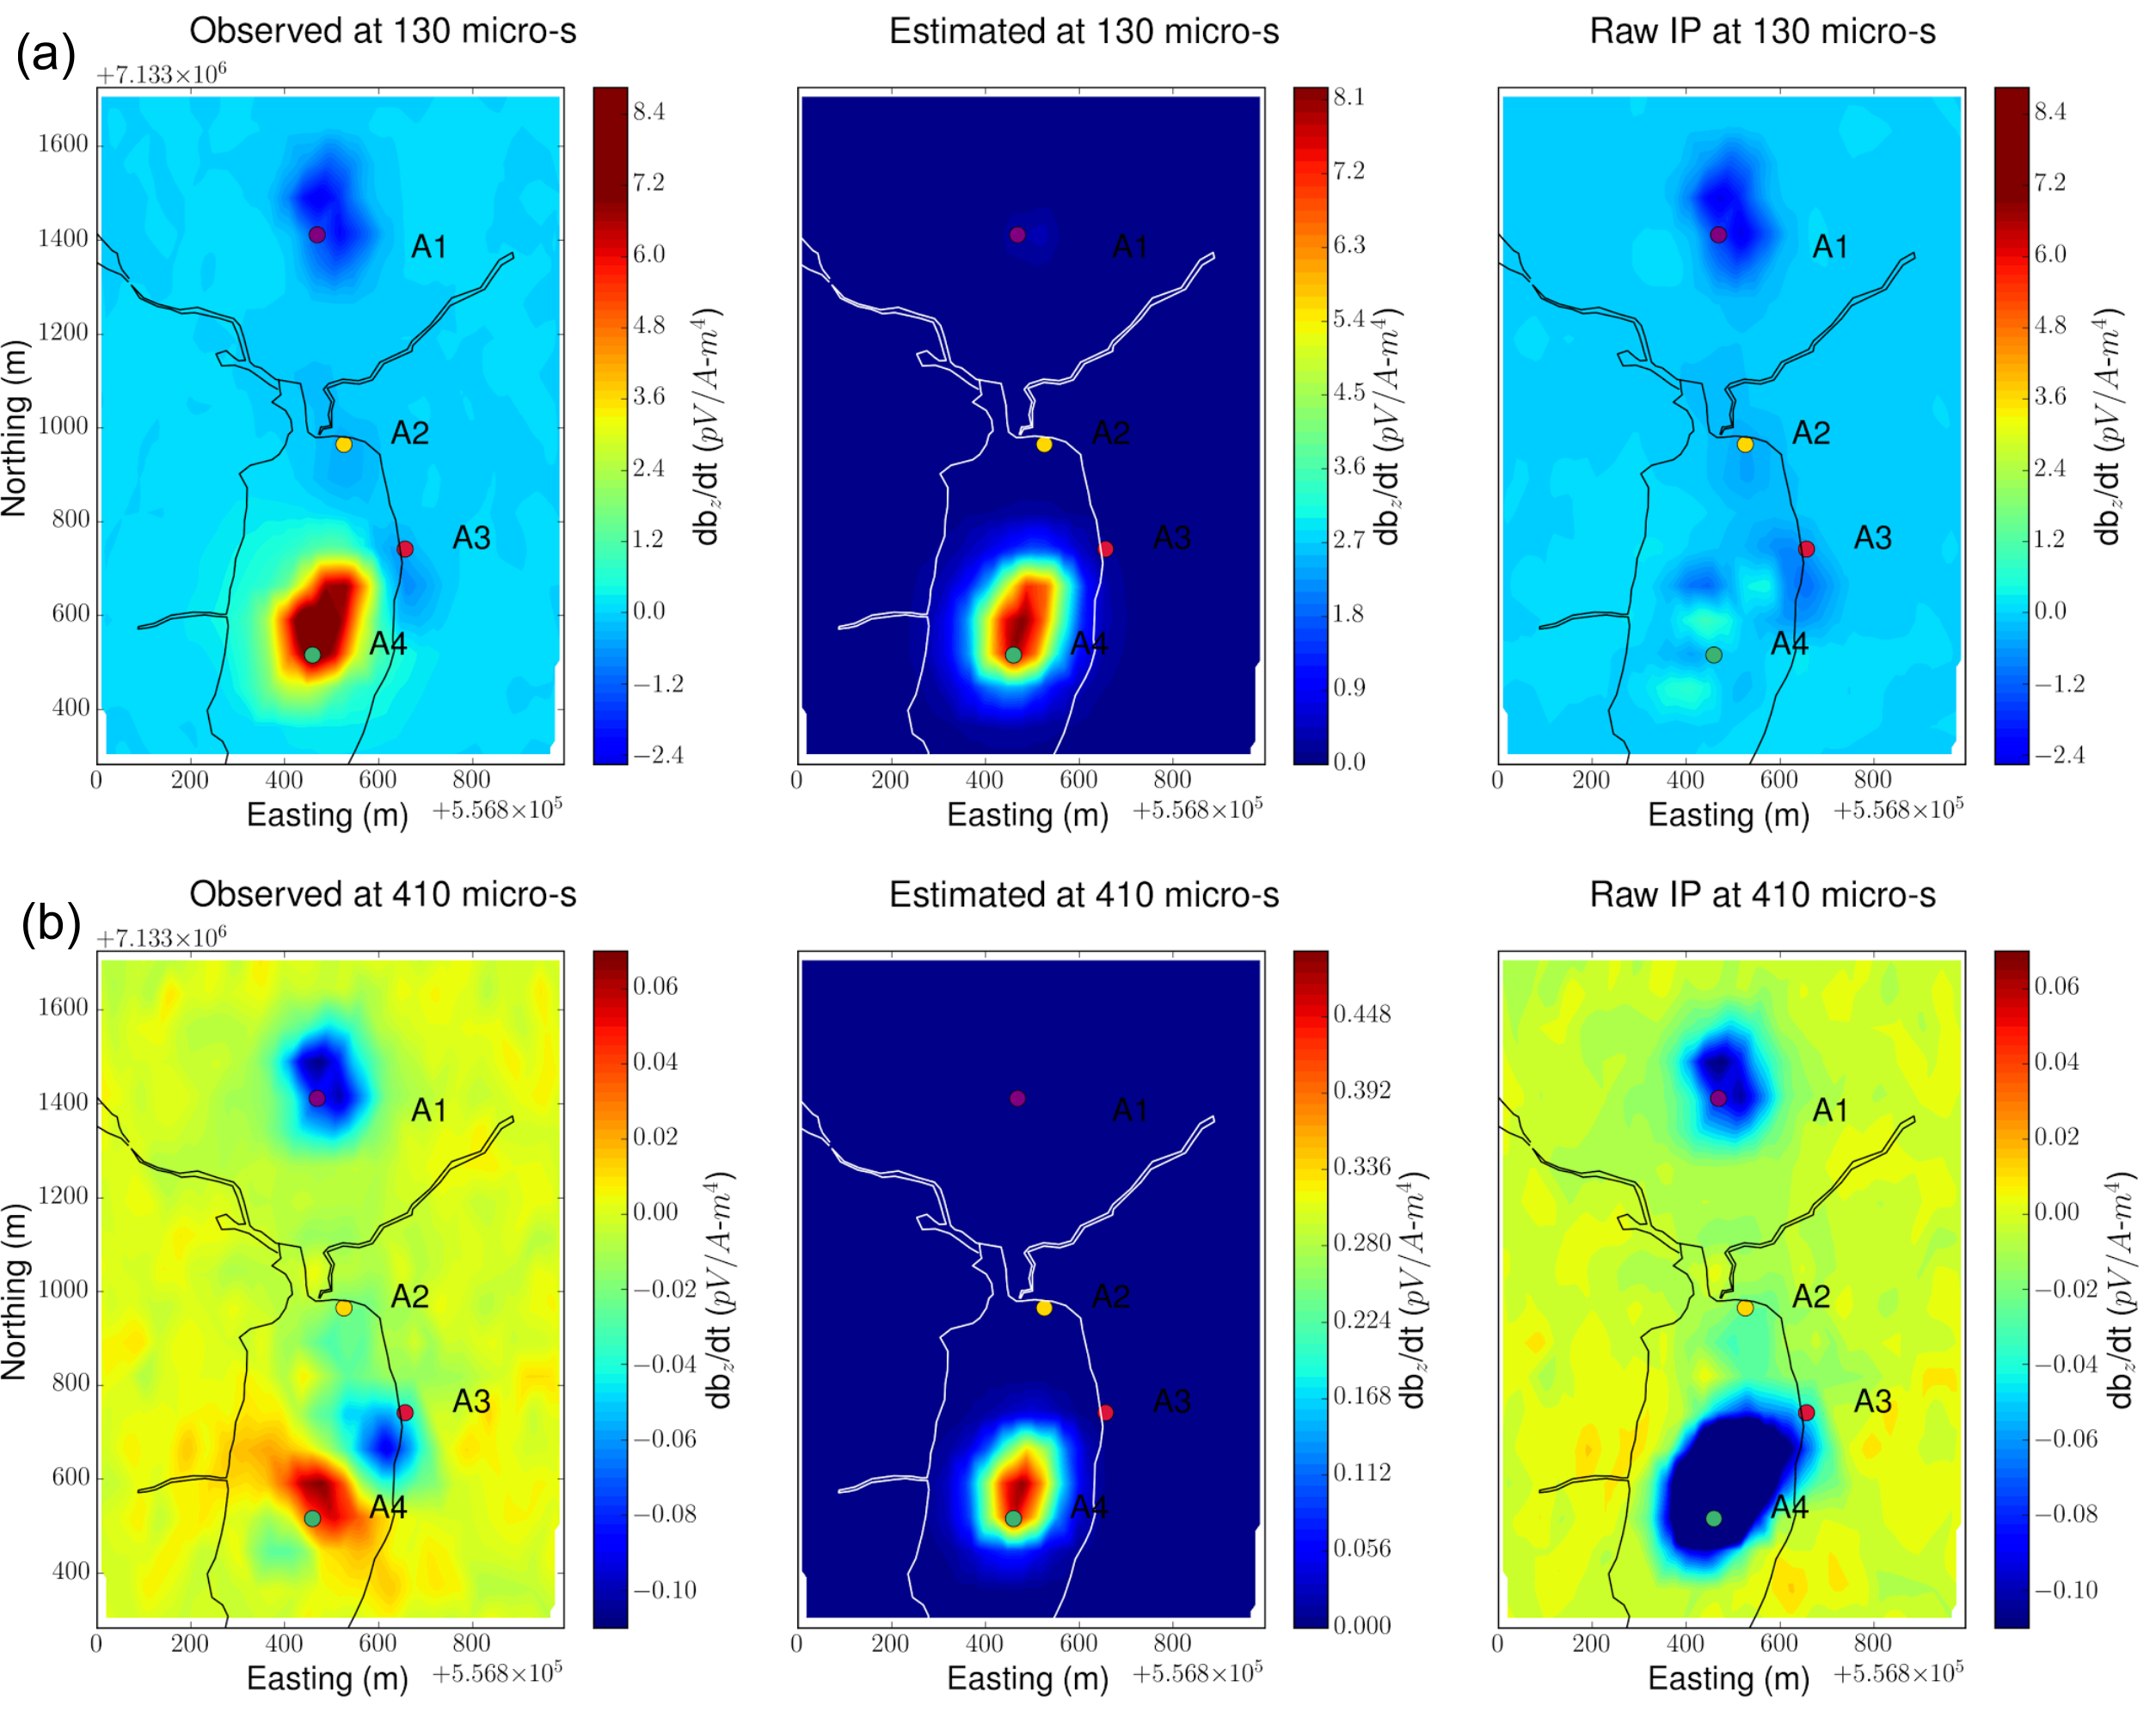 (a)
Observed at 130 micro-s
Estimated at 130 micro-s
Raw IP at 130 micro-s
+7.133×10⁶
Northing (m)
1600
1400
1200
1000
800
600
400
A1
A2
A3
A4
0 200 400 600 800
Easting (m) +5.568×10⁵
8.4
7.2
6.0
4.8
3.6
2.4
1.2
0.0
−1.2
−2.4
db_z/dt (pV/A-m⁴)
A1
A2
A3
A4
0 200 400 600 800
Easting (m) +5.568×10⁵
8.1
7.2
6.3
5.4
4.5
3.6
2.7
1.8
0.9
0.0
db_z/dt (pV/A-m⁴)
A1
A2
A3
A4
0 200 400 600 800
Easting (m) +5.568×10⁵
8.4
7.2
6.0
4.8
3.6
2.4
1.2
0.0
−1.2
−2.4
db_z/dt (pV/A-m⁴)
(b)
Observed at 410 micro-s
Estimated at 410 micro-s
Raw IP at 410 micro-s
+7.133×10⁶
Northing (m)
1600
1400
1200
1000
800
600
400
A1
A2
A3
A4
0 200 400 600 800
Easting (m) +5.568×10⁵
0.06
0.04
0.02
0.00
−0.02
−0.04
−0.06
−0.08
−0.10
db_z/dt (pV/A-m⁴)
A1
A2
A3
A4
0 200 400 600 800
Easting (m) +5.568×10⁵
0.448
0.392
0.336
0.280
0.224
0.168
0.112
0.056
0.000
db_z/dt (pV/A-m⁴)
A1
A2
A3
A4
0 200 400 600 800
Easting (m) +5.568×10⁵
0.06
0.04
0.02
0.00
−0.02
−0.04
−0.06
−0.08
−0.10
db_z/dt (pV/A-m⁴)